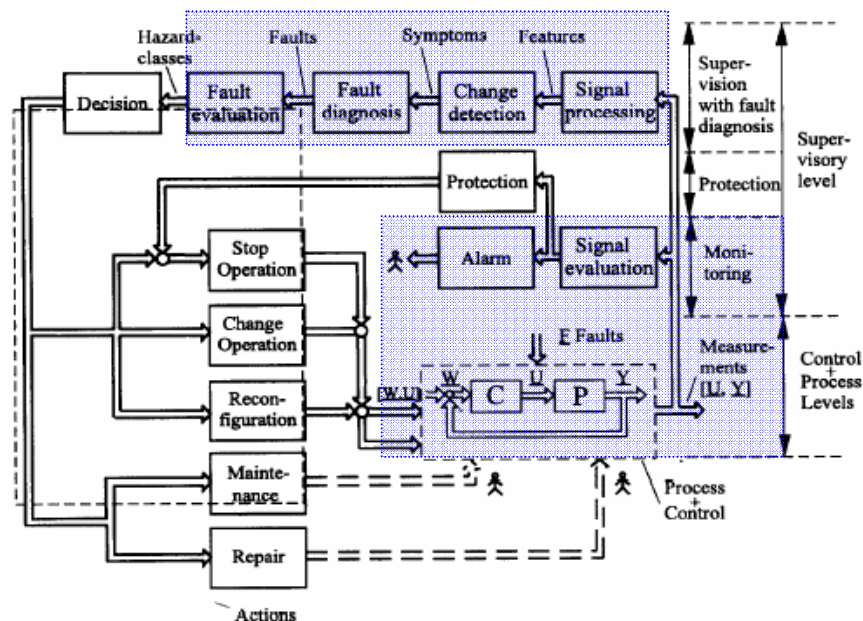 Hazard-
classes
Faults
Symptoms
Features
Decision
Fault
evaluation
Fault
diagnosis
Change
detection
Signal
processing
Super-
vision
with fault
diagnosis
Super-
visory
level
Protection
Protection
Stop
Operation
Alarm
Signal
evaluation
Moni-
toring
Change
Operation
F Faults
Measure-
ments
[U, Y]
Control
+
Process
Levels
Recon-
figuration
[W,U]
W
C
U
P
Y
Mainte-
nance
Process
+
Control
Repair
Actions